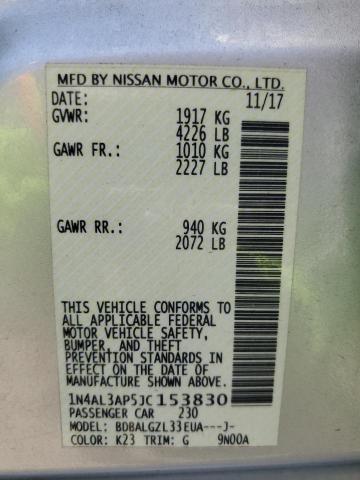 MFD BY NISSAN MOTOR CO., LTD.
DATE: 11/17
GVWR: 1917 KG
4226 LB
GAWR FR.: 1010 KG
2227 LB
GAWR RR.: 940 KG
2072 LB
THIS VEHICLE CONFORMS TO
ALL APPLICABLE FEDERAL
MOTOR VEHICLE SAFETY,
BUMPER, AND THEFT
PREVENTION STANDARDS IN
EFFECT ON THE DATE OF
MANUFACTURE SHOWN ABOVE.
1N4AL3AP5JC153830
PASSENGER CAR 230
MODEL: BDBALGZL33EUA---J-
COLOR: K23 TRIM: G 9N00A